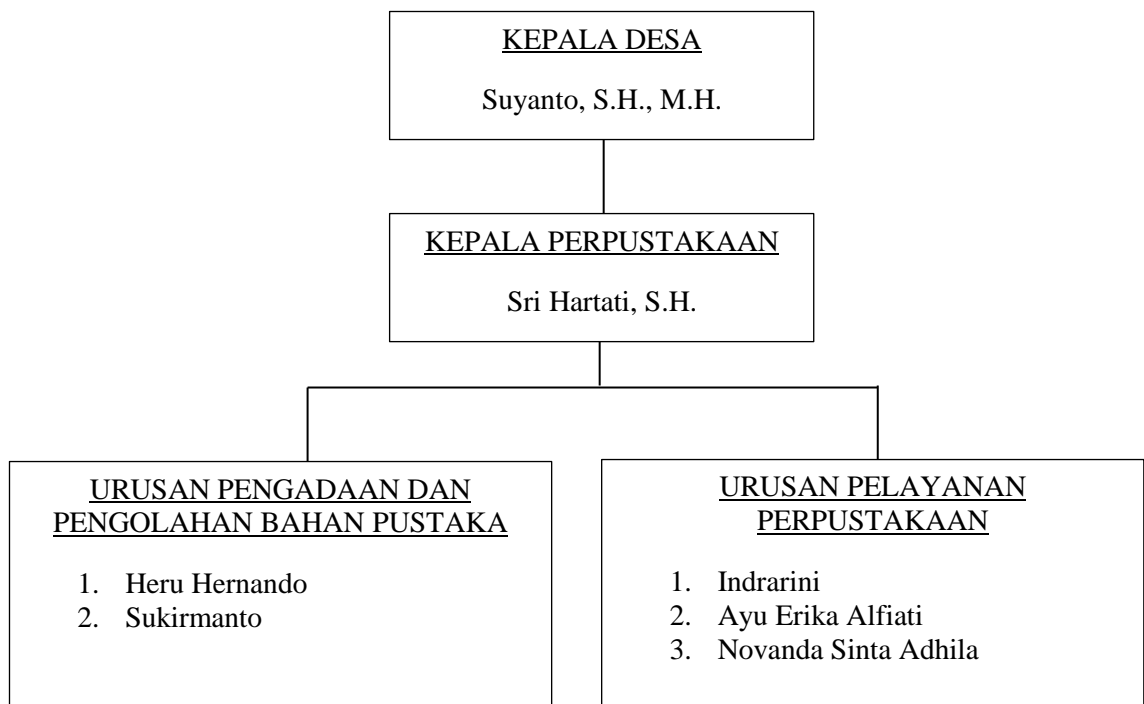 KEPALA DESA
Suyanto, S.H., M.H.
KEPALA PERPUSTAKAAN
Sri Hartati, S.H.
URUSAN PENGADAAN DAN
PENGOLAHAN BAHAN PUSTAKA
1. Heru Hernando
2. Sukirmanto
URUSAN PELAYANAN
PERPUSTAKAAN
1. Indrarini
2. Ayu Erika Alfiati
3. Novanda Sinta Adhila